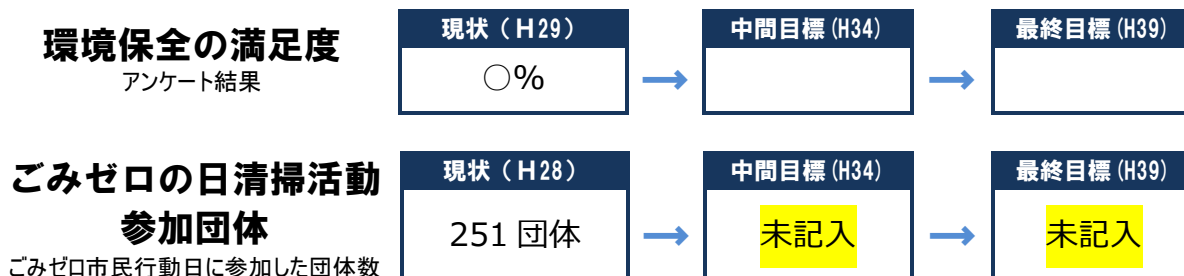 環境保全の満足度
アンケート結果
現状（H29）
○%
→
中間目標(H34)
→
最終目標(H39)
ごみゼロの日清掃活動
参加団体
ごみゼロ市民行動日に参加した団体数
現状（H28）
251団体
→
中間目標(H34)
未記入
→
最終目標(H39)
未記入